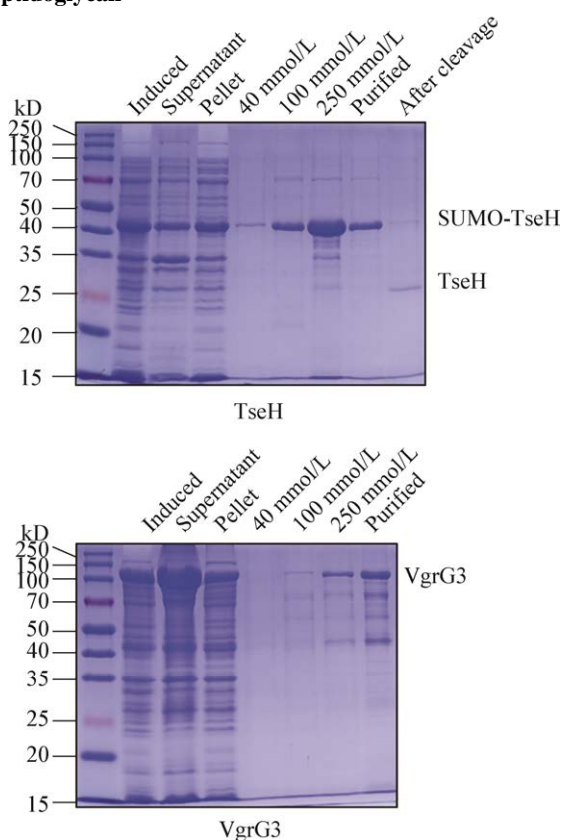 ptidoglycan
Induced
Supernatant
Pellet
40 mmol/L
100 mmol/L
250 mmol/L
Purified
After cleavage
kD
250
150
100
70
50
40
35
25
20
15
SUMO-TseH
TseH
TseH
Induced
Supernatant
Pellet
40 mmol/L
100 mmol/L
250 mmol/L
Purified
kD
250
150
100
70
50
40
35
25
20
15
VgrG3
VgrG3